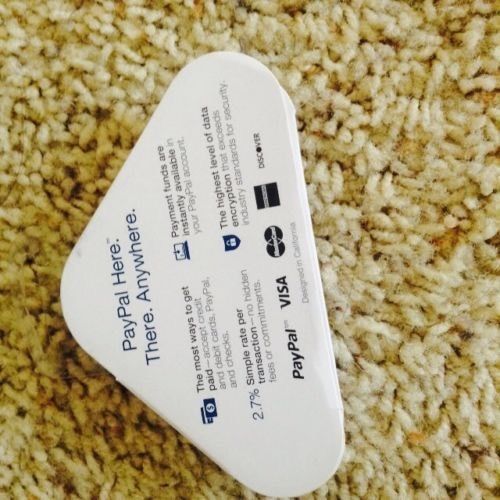 PayPal Here.™
There. Anywhere.
The most ways to get
paid – accept credit
and debit cards, PayPal,
and checks.
Payment funds are
instantly available in
your PayPal account.
2.7% Simple rate per
transaction – no hidden
fees or commitments.
The highest level of data
encryption that exceeds
industry standards for security.
PayPal™ VISA DISCOVER
Designed in California